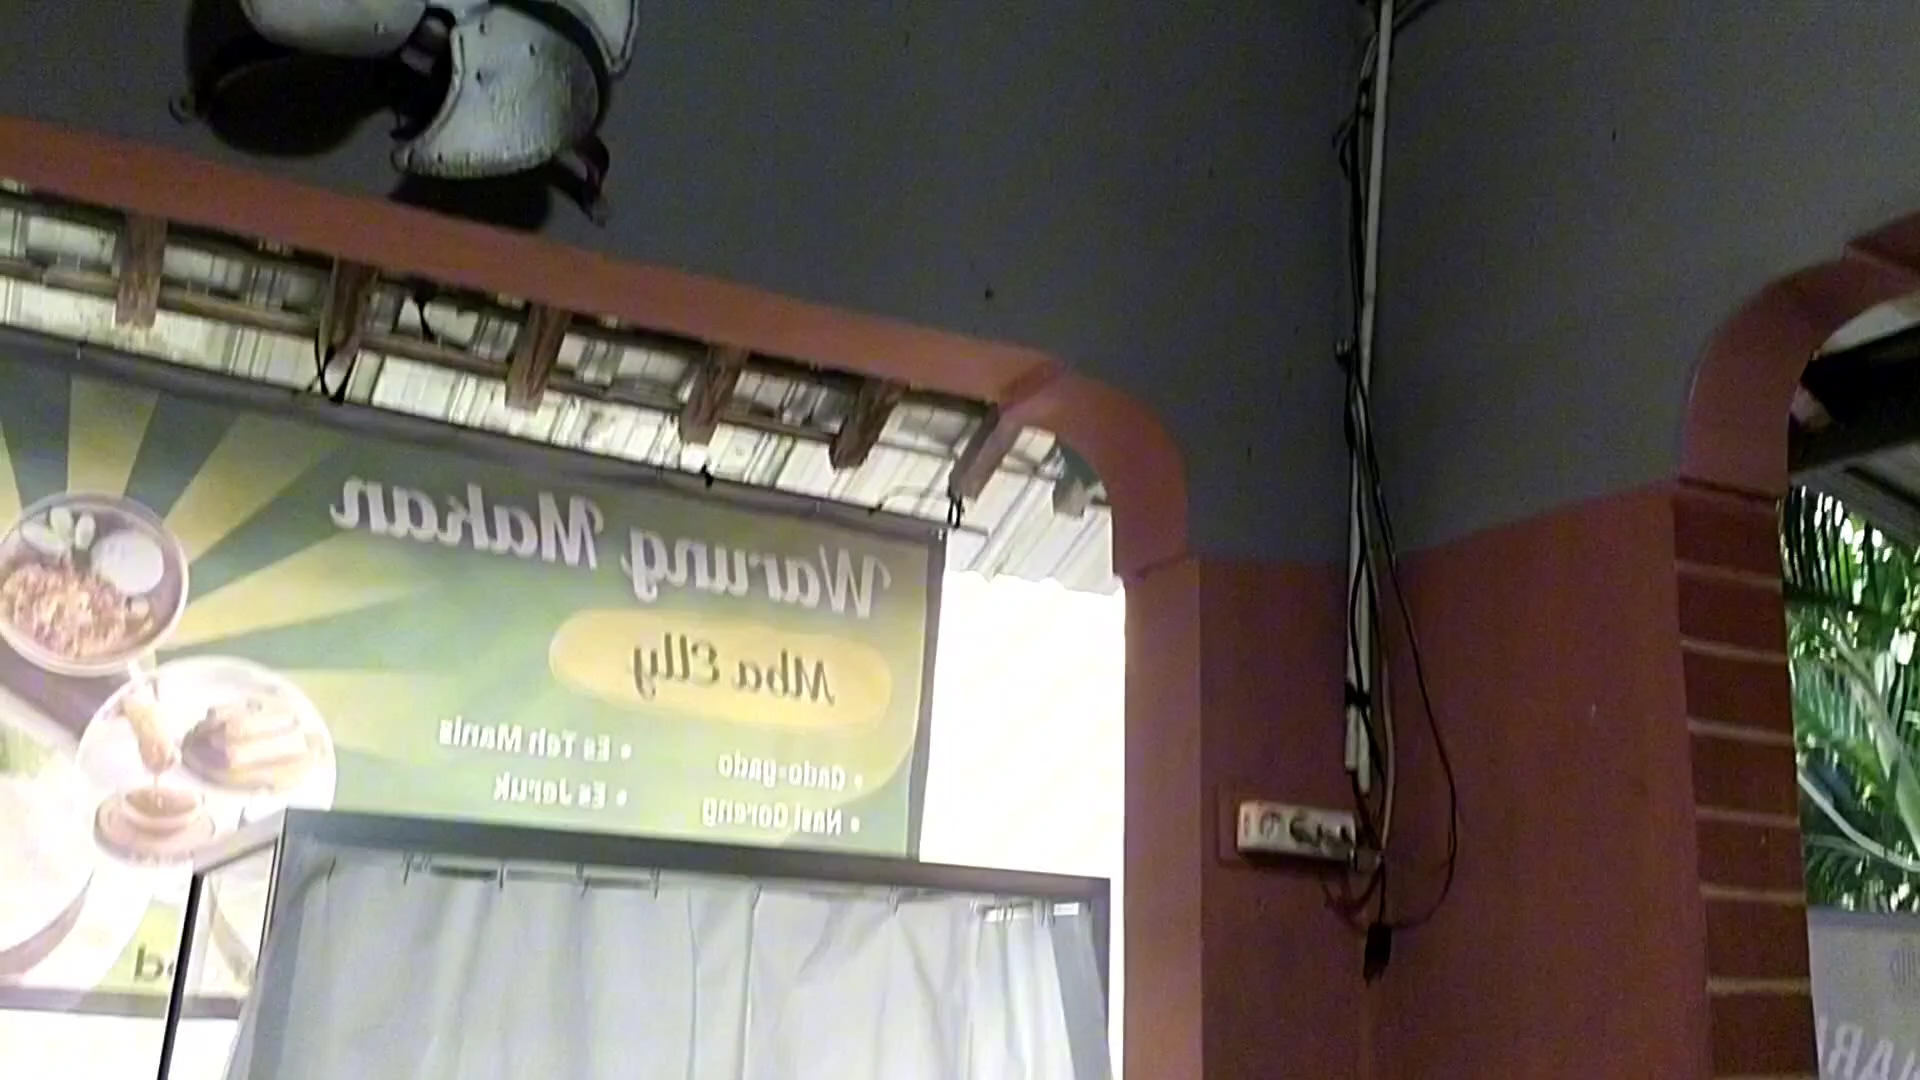 Warung Makan
Mba Elly
• Gado-gado
• Nasi Goreng
• Es Teh Manis
• Es Jeruk